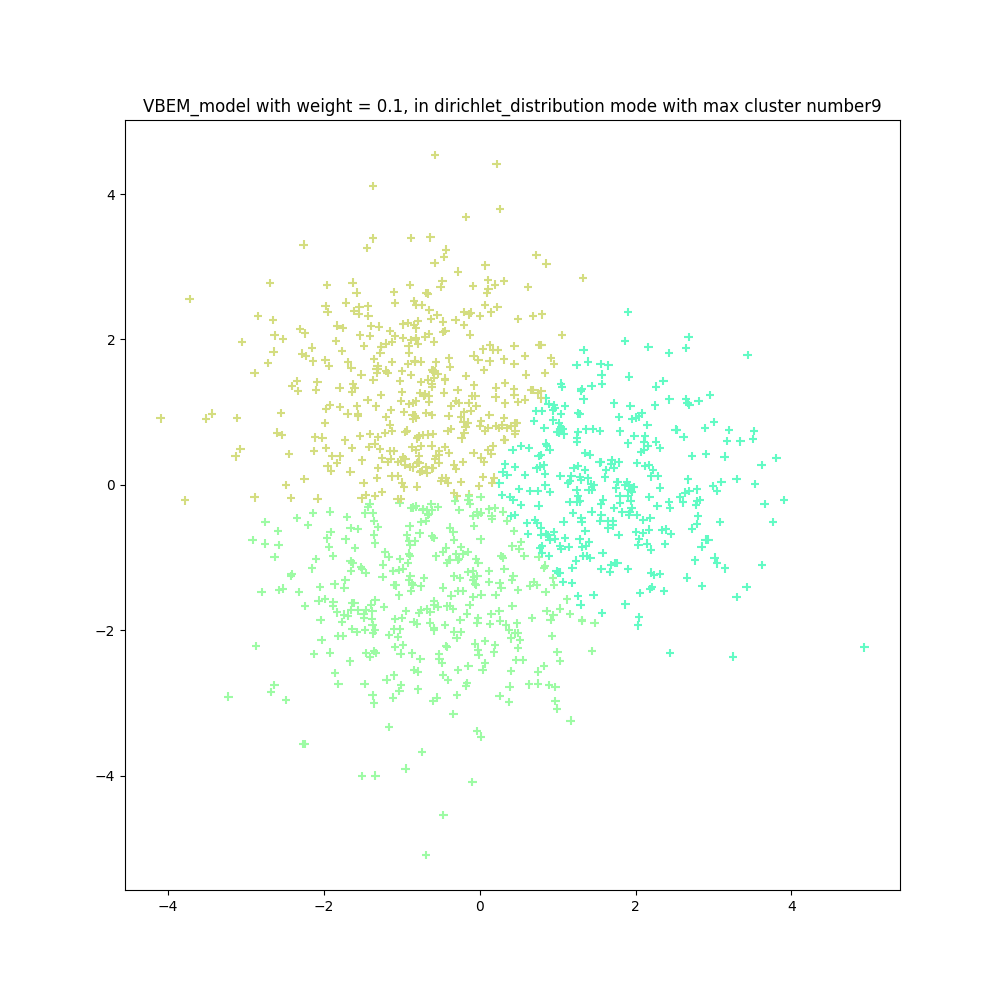 VBEM_model with weight = 0.1, in dirichlet_distribution mode with max cluster number9
4
2
0
−2
−4
−4 −2 0 2 4